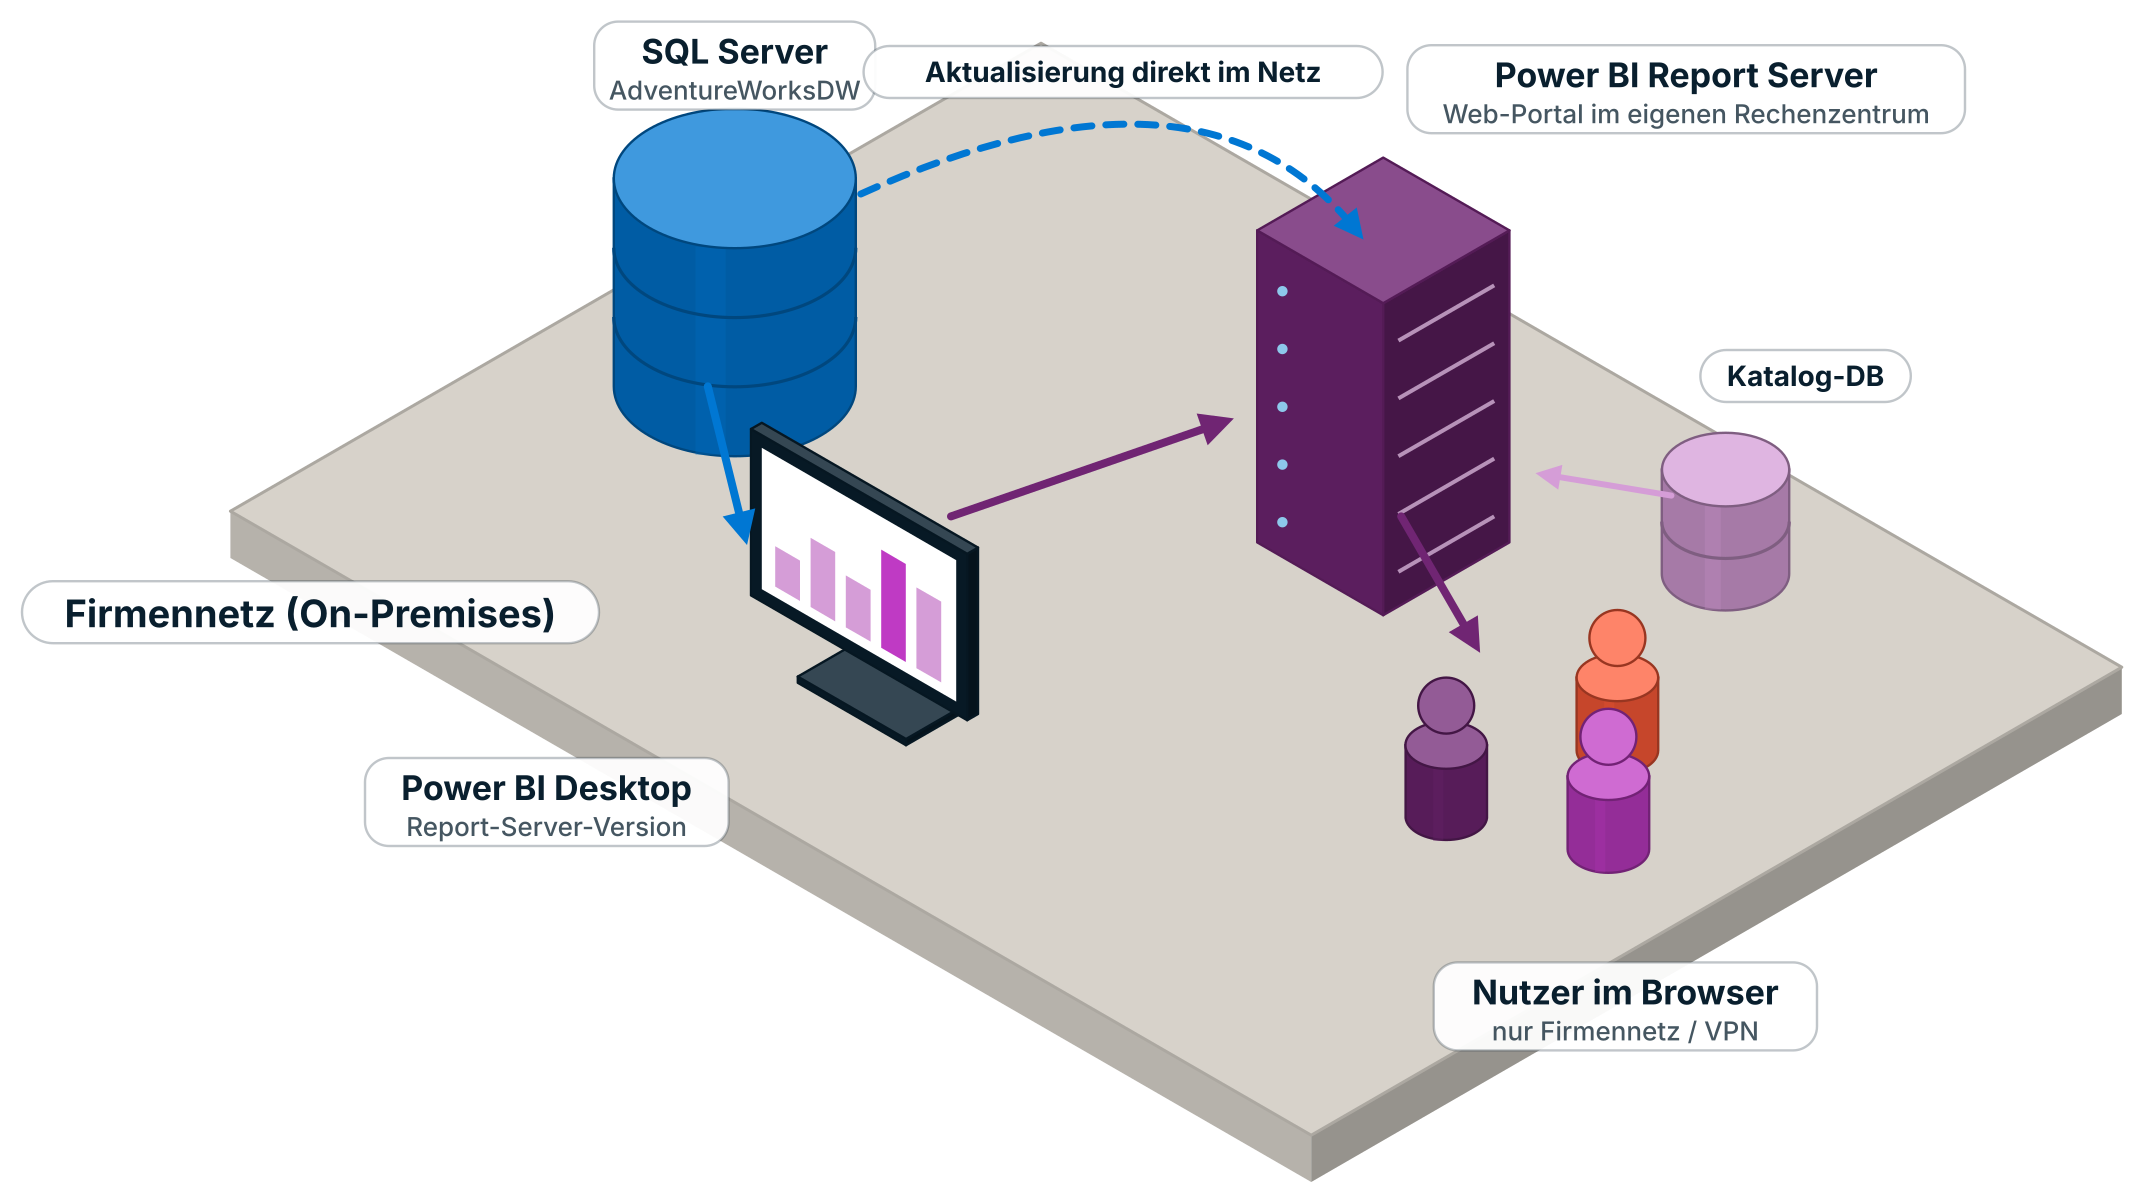 SQL Server
AdventureWorksDW
Aktualisierung direkt im Netz
Power BI Report Server
Web-Portal im eigenen Rechenzentrum
Katalog-DB
Firmennetz (On-Premises)
Power BI Desktop
Report-Server-Version
Nutzer im Browser
nur Firmennetz / VPN